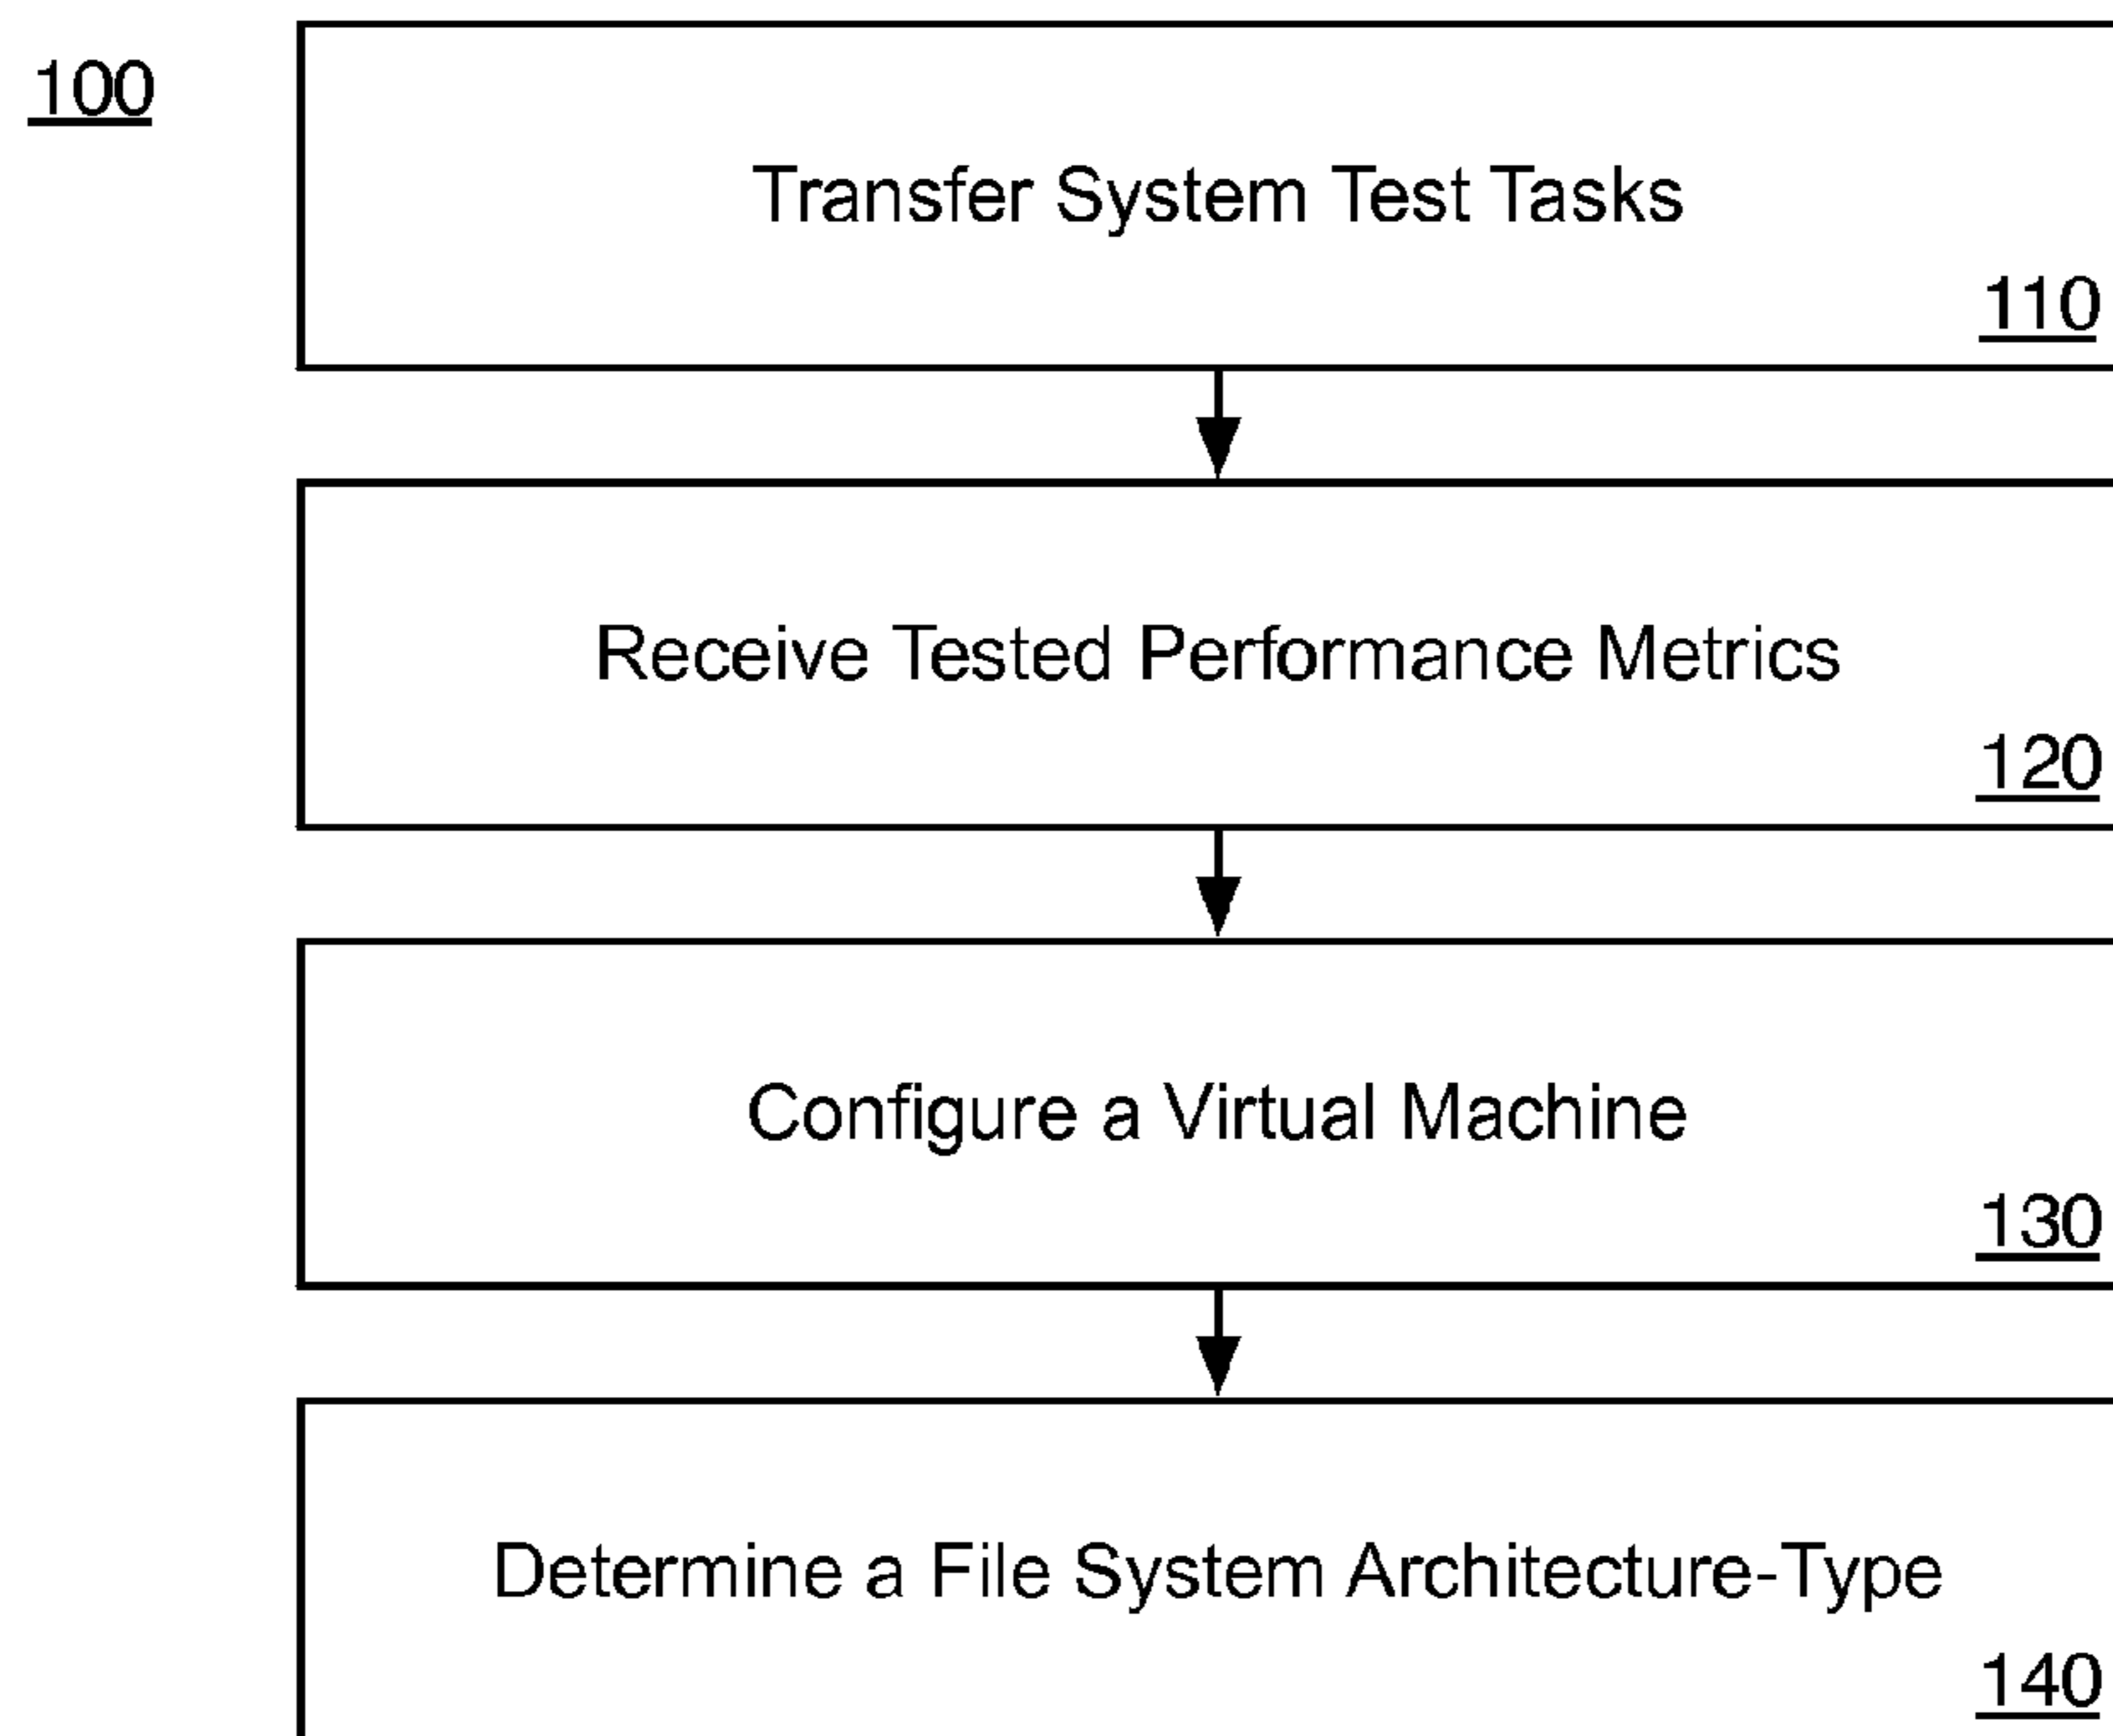 100
Transfer System Test Tasks
110
Receive Tested Performance Metrics
120
Configure a Virtual Machine
130
Determine a File System Architecture-Type
140